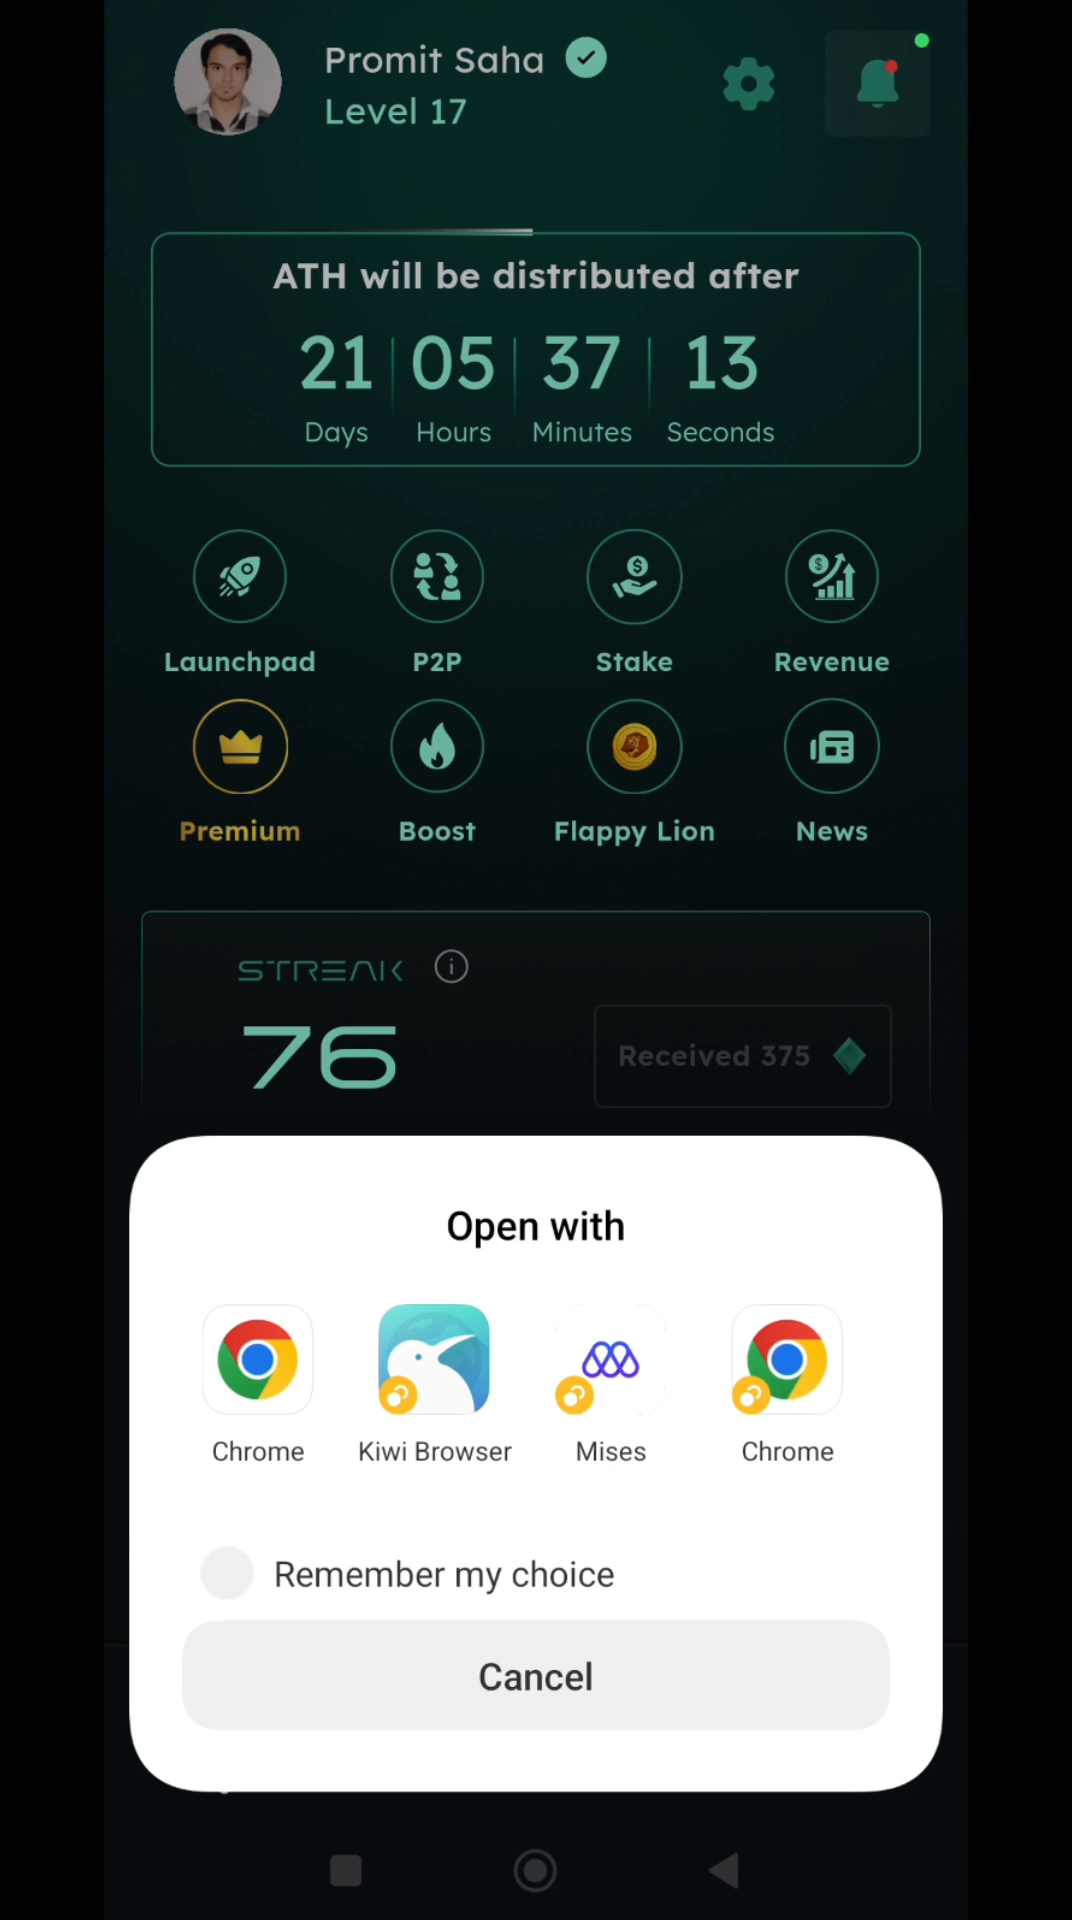 Promit Saha
Level 17
ATH will be distributed after
21 05 37 13
Days Hours Minutes Seconds
Launchpad P2P Stake Revenue
Premium Boost Flappy Lion News
STREAK
76
Received 375
Open with
Chrome Kiwi Browser Mises Chrome
Remember my choice
Cancel